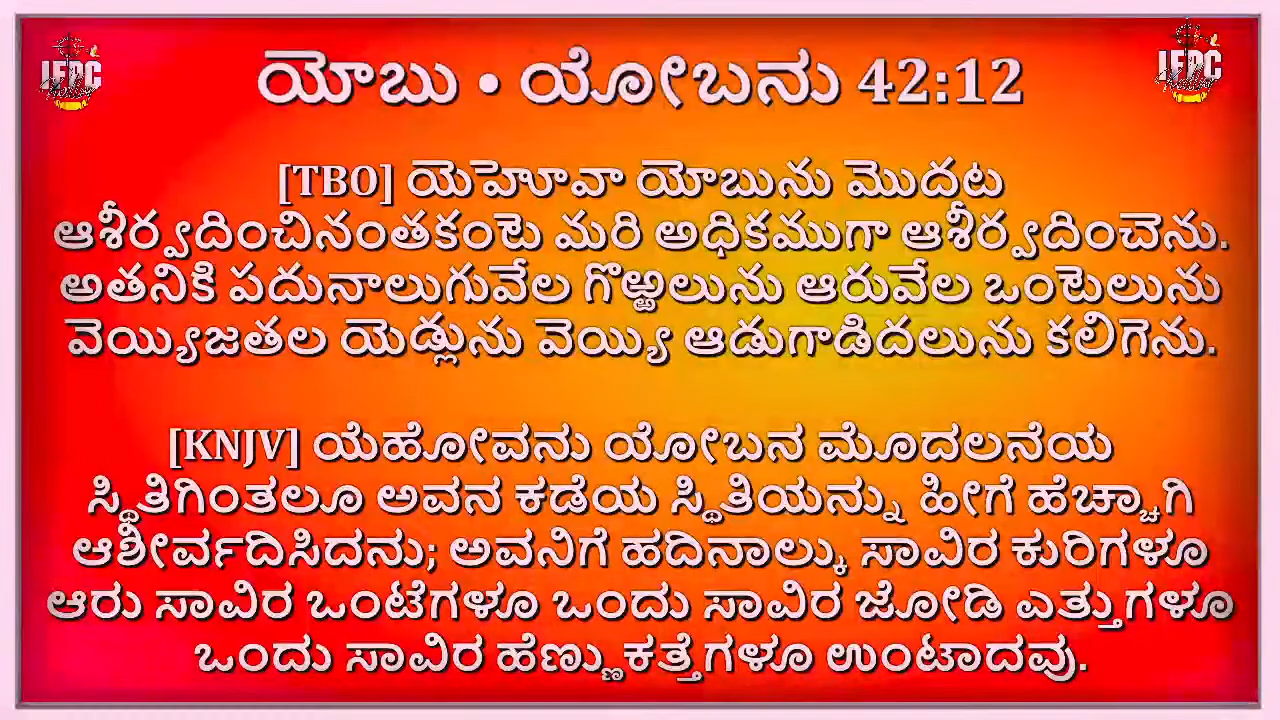 యోబు • ಯೋಬನು 42:12
[TBO] యెహోవా యోబును మొదట
ఆశీర్వదించినంతకంటె మరి అధికముగా ఆశీర్వదించెను.
అతనికి పదునాలుగువేల గొఱ్ఱలును ఆరువేల ఒంటెలును
వెయ్యిజతల యెడ్లును వెయ్యి ఆడుగాడిదలును కలిగెను.
[KNJV] ಯೆಹೋವನು ಯೋಬನ ಮೊದಲನೆಯ
ಸ್ಥಿತಿಗಿಂತಲೂ ಅವನ ಕಡೆಯ ಸ್ಥಿತಿಯನ್ನು ಹೀಗೆ ಹೆಚ್ಚಾಗಿ
ಆಶೀರ್ವದಿಸಿದನು; ಅವನಿಗೆ ಹದಿನಾಲ್ಕು ಸಾವಿರ ಕುರಿಗಳೂ
ಆರು ಸಾವಿರ ಒಂಟೆಗಳೂ ಒಂದು ಸಾವಿರ ಜೋಡಿ ಎತ್ತುಗಳೂ
ಒಂದು ಸಾವಿರ ಹೆಣ್ಣುಕತ್ತೆಗಳೂ ಉಂಟಾದವು.